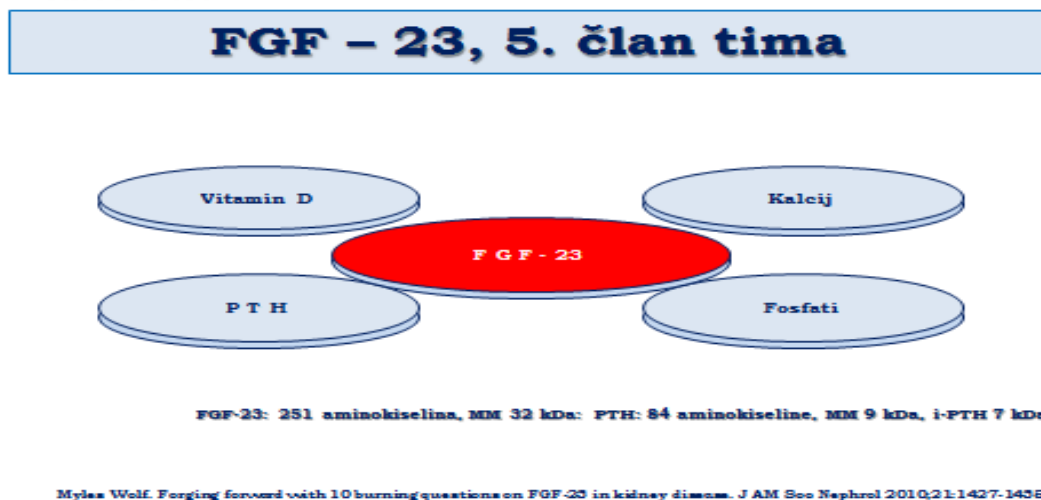 FGF – 23, 5. član tima
Vitamin D
Kalcij
F G F - 23
P T H
Fosfati
FGF-23: 251 aminokiselina, MM 32 kDa: PTH: 84 aminokiseline, MM 9 kDa, i-PTH 7 kDa
Myles Wolf. Forging forward with 10 burning questions on FGF-23 in kidney disease. J AM Soc Nephrol 2010;21:1427-1435